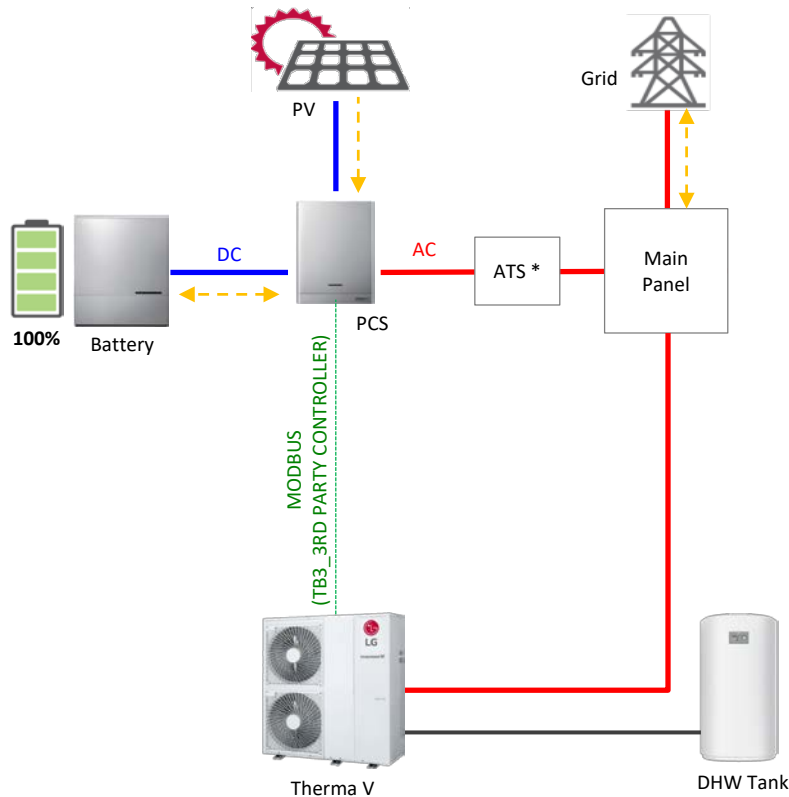 Grid
PV
DC
AC
ATS *
Main
Panel
100%
Battery
PCS
MODBUS
(TB3_3RD PARTY CONTROLLER)
LG
Therma V
DHW Tank